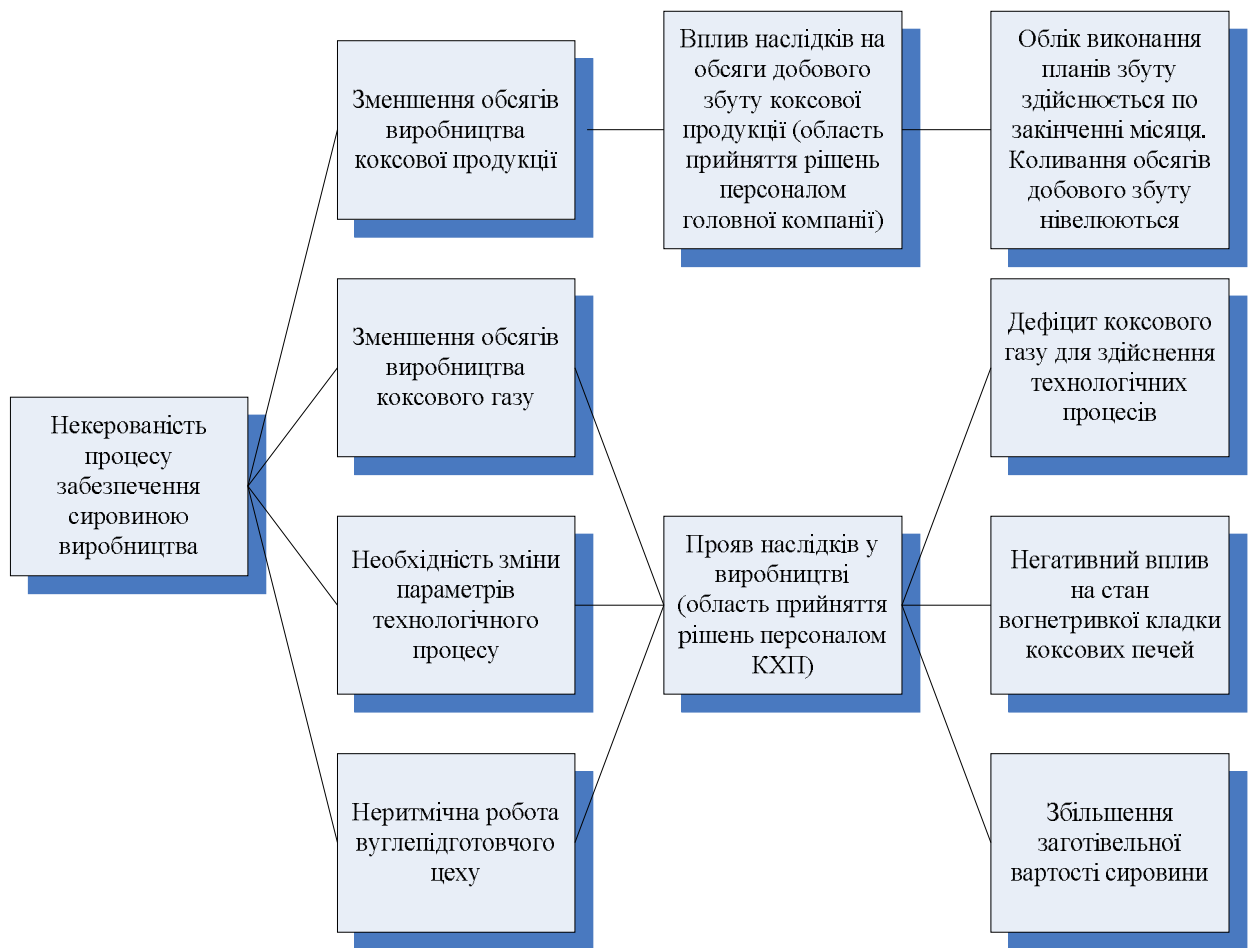 Некерованість
процесу
забезпечення
сировиною
виробництва
Зменшення обсягів
виробництва
коксової продукції
Зменшення обсягів
виробництва
коксового газу
Необхідність зміни
параметрів
технологічного
процесу
Неритмічна робота
вуглепідготовчого
цеху
Вплив наслідків на
обсяги добового
збуту коксової
продукції (область
прийняття рішень
персоналом
головної компанії)
Прояв наслідків у
виробництві
(область прийняття
рішень персоналом
КХП)
Облік виконання
планів збуту
здійснюється по
закінченні місяця.
Коливання обсягів
добового збуту
нівелюються
Дефіцит коксового
газу для здійснення
технологічних
процесів
Негативний вплив
на стан
вогнетривкої кладки
коксових печей
Збільшення
заготівельної
вартості сировини